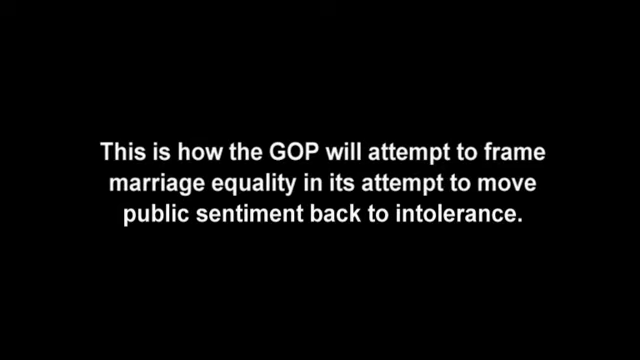 This is how the GOP will attempt to frame
marriage equality in its attempt to move
public sentiment back to intolerance.